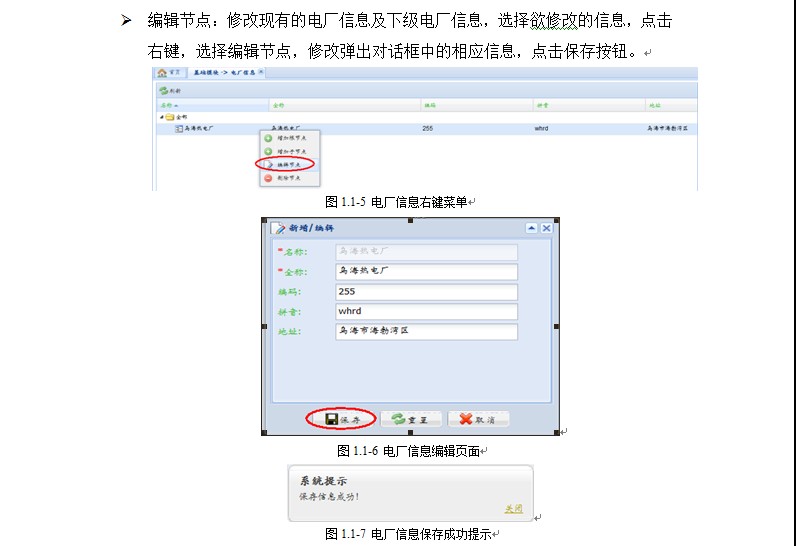 编辑节点：修改现有的电厂信息及下级电厂信息，选择欲修改的信息，点击
右键，选择编辑节点，修改弹出对话框中的相应信息，点击保存按钮。
首页 基础模块 -> 电厂信息
刷新
名称 全称 编码 拼音 地址
全部
乌海热电厂 乌海热电厂 255 whrd 乌海市海渤湾区
增加根节点
增加子节点
编辑节点
删除节点
图 1.1-5 电厂信息右键菜单
新增/编辑
*名称: 乌海热电厂
*全称: 乌海热电厂
编码: 255
拼音: whrd
地址: 乌海市海渤湾区
保存 重置 取消
图 1.1-6 电厂信息编辑页面
系统提示
保存信息成功!
关闭
图 1.1-7 电厂信息保存成功提示